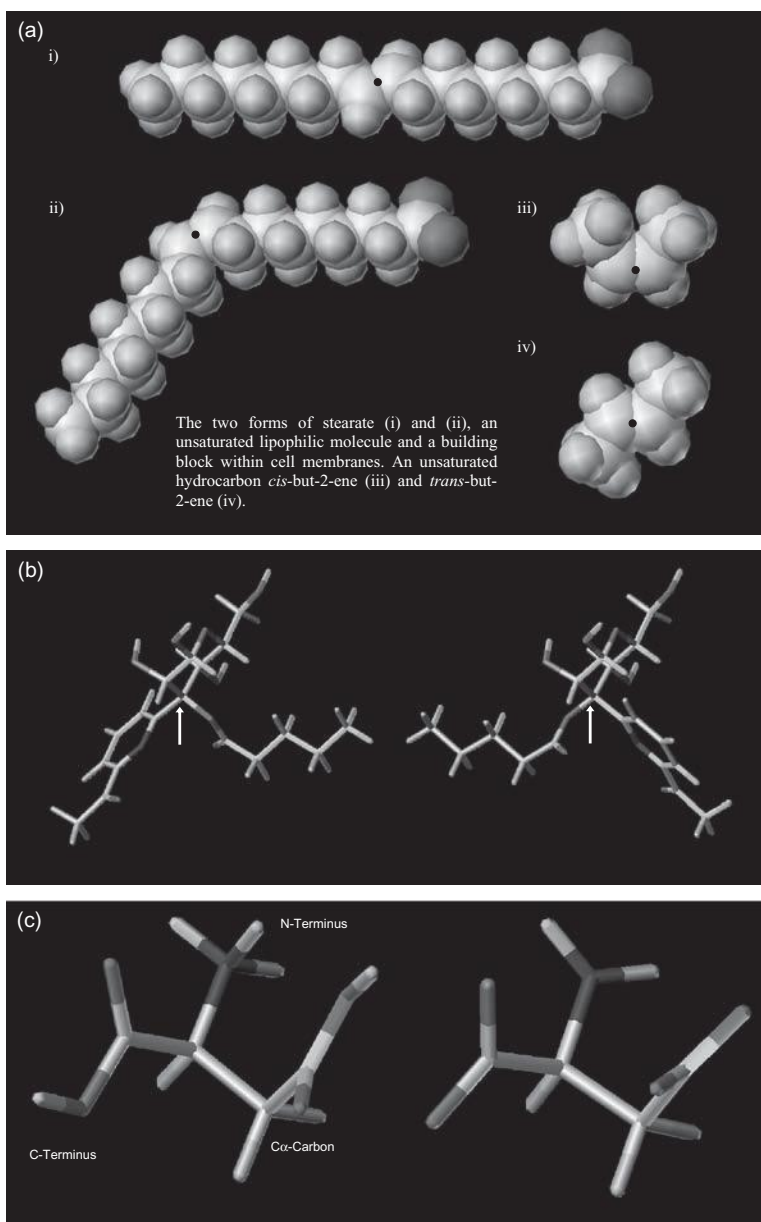 (a)
i)
ii)
iii)
iv)
The two forms of stearate (i) and (ii), an
unsaturated lipophilic molecule and a building
block within cell membranes. An unsaturated
hydrocarbon cis-but-2-ene (iii) and trans-but-
2-ene (iv).
(b)
(c)
N-Terminus
C-Terminus
Cα-Carbon